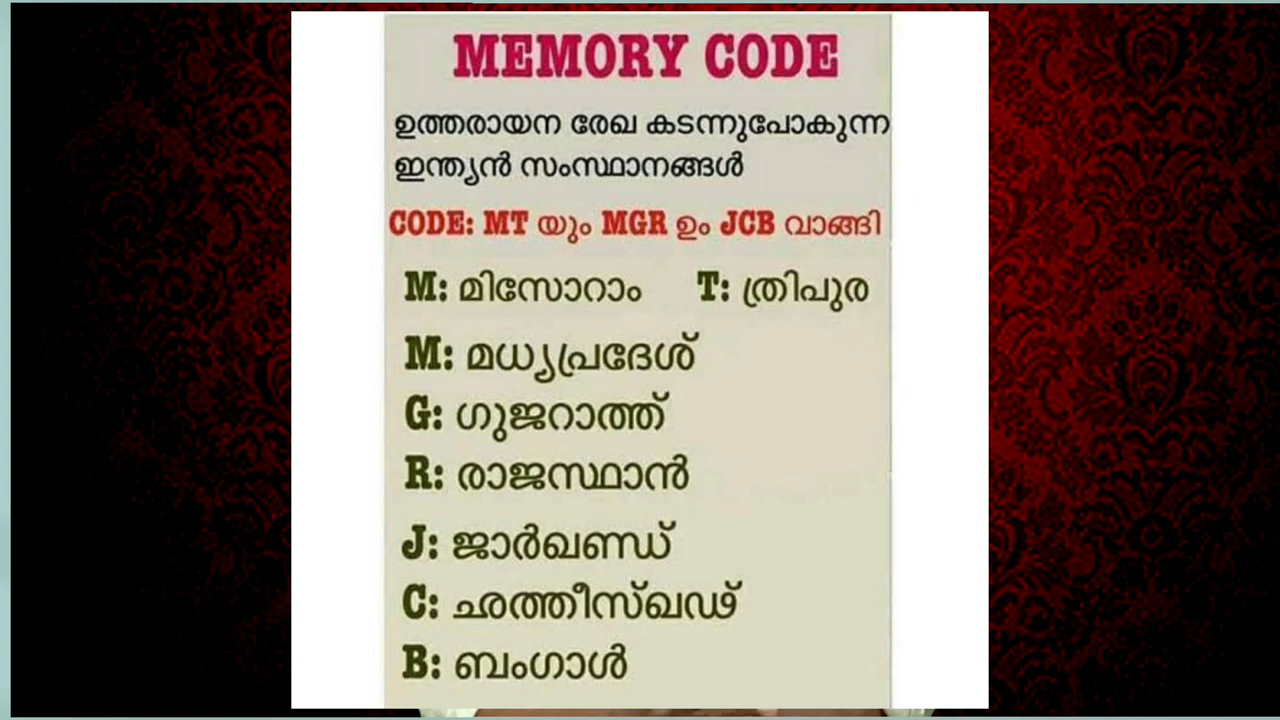 MEMORY CODE
ഉത്തരായന രേഖ കടന്നുപോകുന്ന
ഇന്ത്യൻ സംസ്ഥാനങ്ങൾ
CODE: MT യും MGR ഉം JCB വാങ്ങി
M: മിസോറാം T: ത്രിപുര
M: മധ്യപ്രദേശ്
G: ഗുജറാത്ത്
R: രാജസ്ഥാൻ
J: ജാർഖണ്ഡ്
C: ഛത്തീസ്ഖഢ്
B: ബംഗാൾ